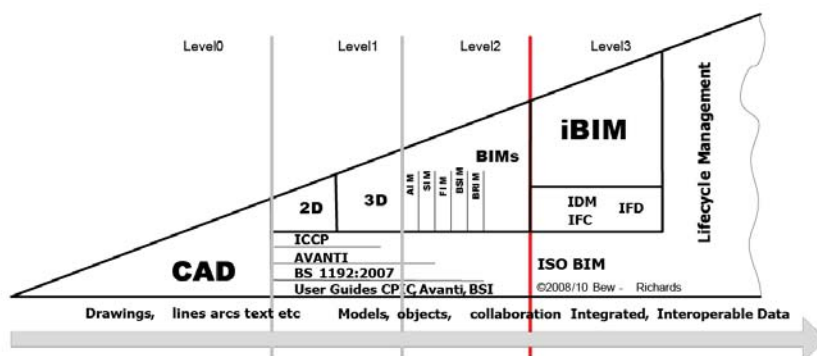 Level0 Level1 Level2 Level3
iBIM
BIMs
AIM
SIM
FIM
BSIM
BRIM
2D 3D
IDM IFD
IFC
Lifecycle Management
ICCP
AVANTI
CAD
BS 1192:2007
ISO BIM
User Guides CPIC, Avanti, BSI
©2008/10 Bew - Richards
Drawings, lines arcs text etc Models, objects, collaboration Integrated, Interoperable Data